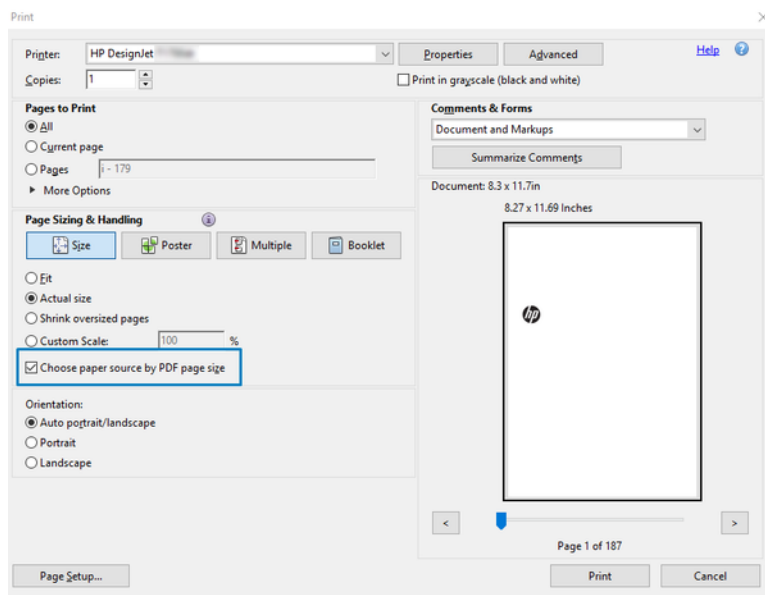 Print
Printer: HP DesignJet
Properties
Advanced
Help
Copies: 1
Print in grayscale (black and white)
Pages to Print
All
Current page
Pages i - 179
More Options
Comments & Forms
Document and Markups
Summarize Comments
Page Sizing & Handling
Size
Poster
Multiple
Booklet
Fit
Actual size
Shrink oversized pages
Custom Scale: 100 %
Choose paper source by PDF page size
Orientation:
Auto portrait/landscape
Portrait
Landscape
Document: 8.3 x 11.7in
8.27 x 11.69 Inches
hp
<
>
Page 1 of 187
Page Setup...
Print
Cancel